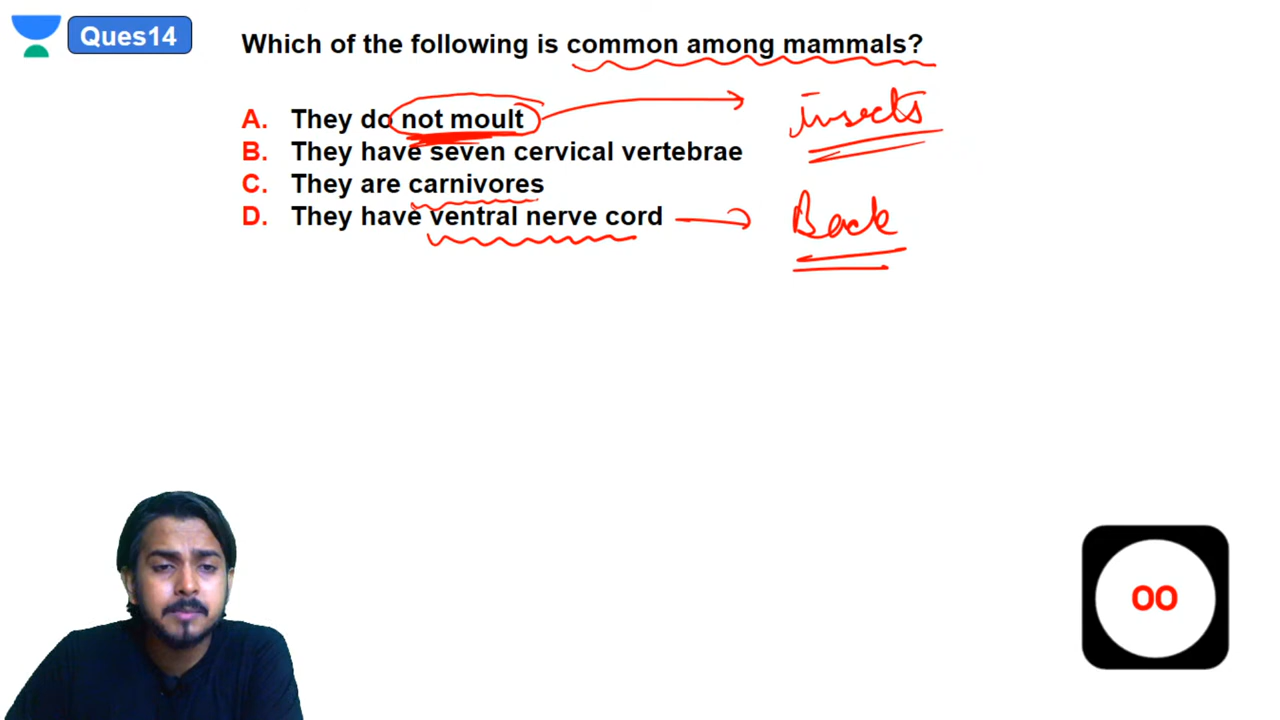 Ques14
Which of the following is common among mammals?
A. They do not moult
insects
B. They have seven cervical vertebrae
C. They are carnivores
D. They have ventral nerve cord
Back
00